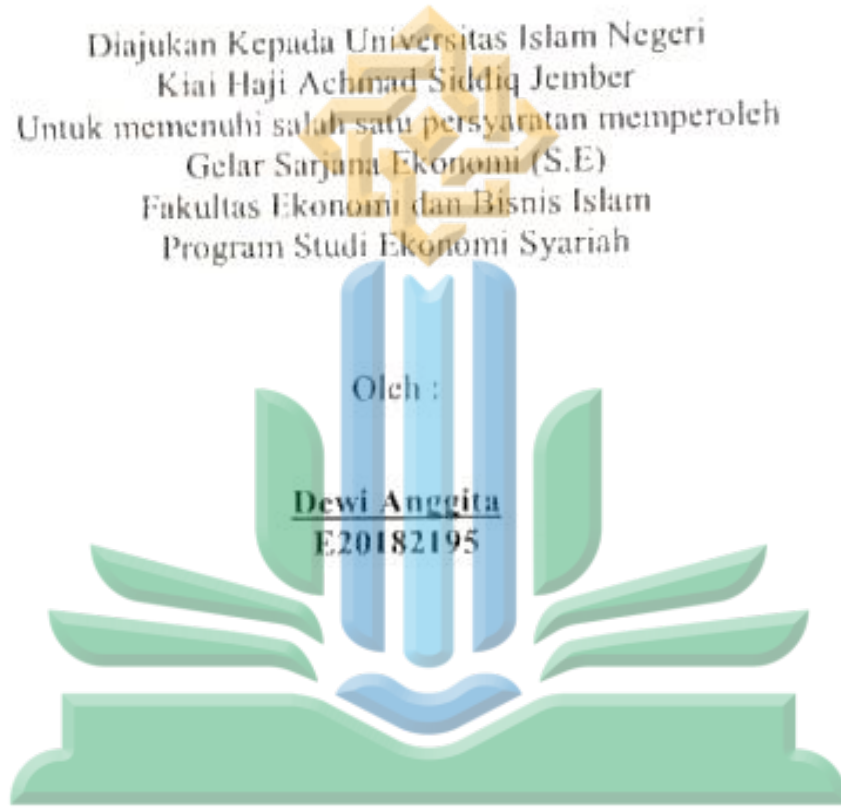 Diajukan Kepada Universitas Islam Negeri
Kiai Haji Achmad Siddiq Jember
Untuk memenuhi salah satu persyaratan memperoleh
Gelar Sarjana Ekonomi (S.E)
Fakultas Ekonomi dan Bisnis Islam
Program Studi Ekonomi Syariah
Oleh :
Dewi Anggita
E20182195